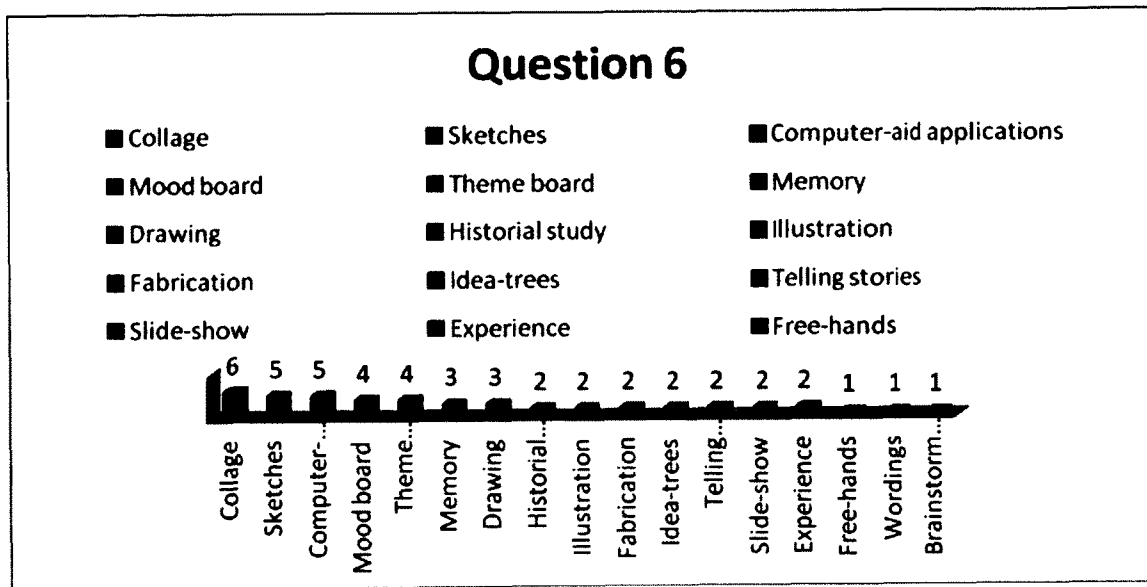 Question 6
Collage Sketches Computer-aid applications
Mood board Theme board Memory
Drawing Historial study Illustration
Fabrication Idea-trees Telling stories
Slide-show Experience Free-hands
6 5 5 4 4 3 3 2 2 2 2 2 2 2 1 1 1
Collage
Sketches
Computer-...
Mood board
Theme...
Memory
Drawing
Historial...
Illustration
Fabrication
Idea-trees
Telling...
Slide-show
Experience
Free-hands
Wordings
Brainstorm...